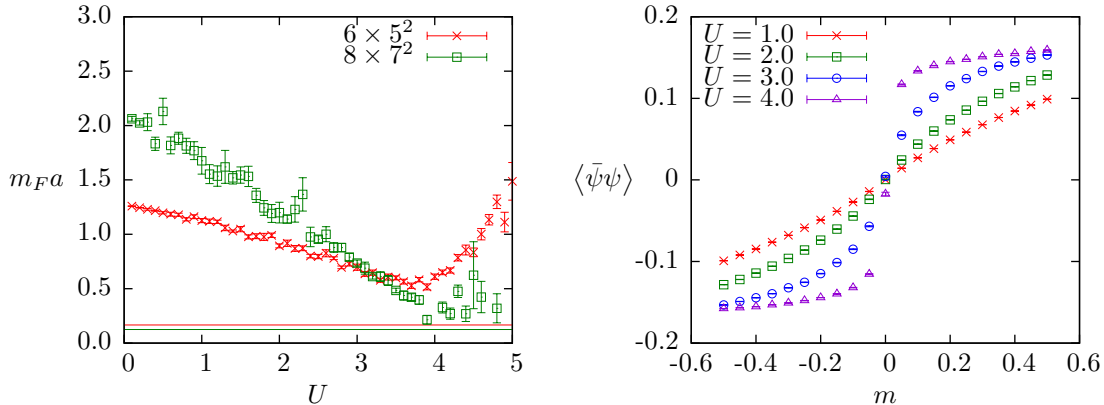 3.0
2.5
2.0
1.5
1.0
0.5
0.0
m_F a
0 1 2 3 4 5
U
6 × 5²
8 × 7²
0.2
0.1
0
-0.1
-0.2
⟨ψ̄ψ⟩
-0.6 -0.4 -0.2 0 0.2 0.4 0.6
m
U = 1.0
U = 2.0
U = 3.0
U = 4.0